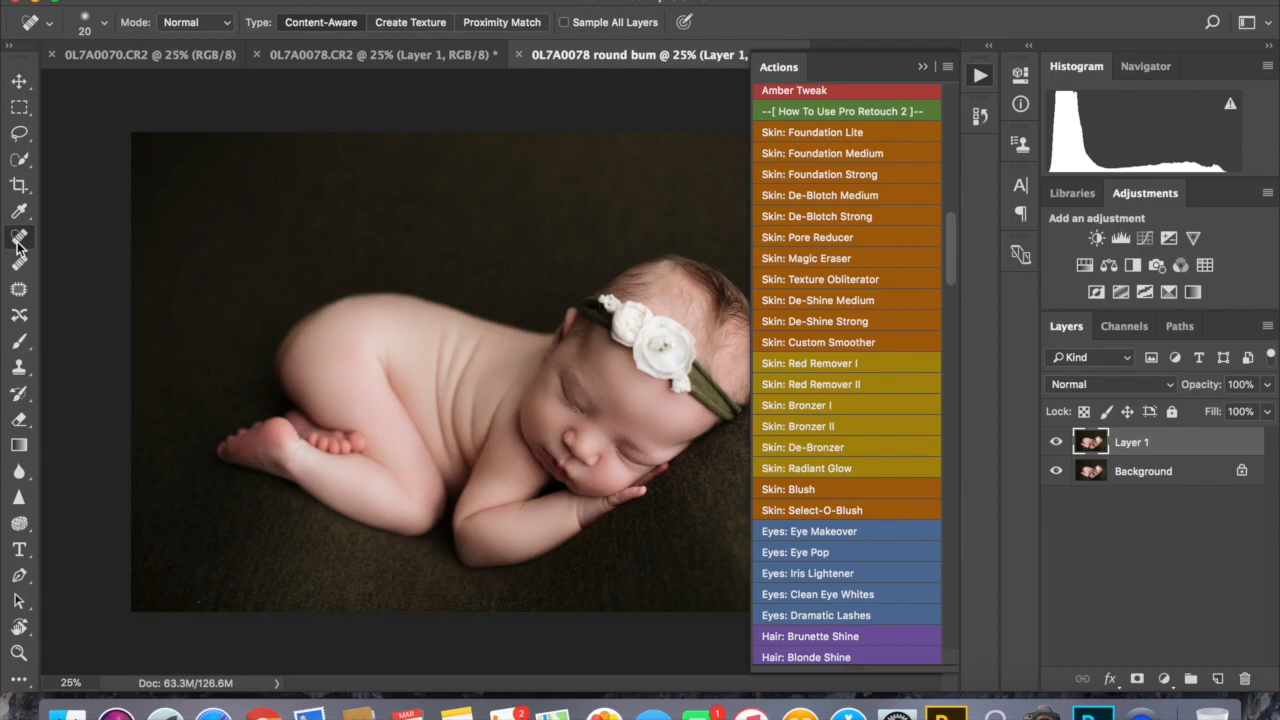 20
Mode: Normal
Type: Content-Aware Create Texture Proximity Match
Sample All Layers
0L7A0070.CR2 @ 25% (RGB/8)
0L7A0078.CR2 @ 25% (Layer 1, RGB/8) *
0L7A0078 round bum @ 25% (Layer 1,
Actions
Amber Tweak
--[ How To Use Pro Retouch 2 ]--
Skin: Foundation Lite
Skin: Foundation Medium
Skin: Foundation Strong
Skin: De-Blotch Medium
Skin: De-Blotch Strong
Skin: Pore Reducer
Skin: Magic Eraser
Skin: Texture Obliterator
Skin: De-Shine Medium
Skin: De-Shine Strong
Skin: Custom Smoother
Skin: Red Remover I
Skin: Red Remover II
Skin: Bronzer I
Skin: Bronzer II
Skin: De-Bronzer
Skin: Radiant Glow
Skin: Blush
Skin: Select-O-Blush
Eyes: Eye Makeover
Eyes: Eye Pop
Eyes: Iris Lightener
Eyes: Clean Eye Whites
Eyes: Dramatic Lashes
Hair: Brunette Shine
Hair: Blonde Shine
Histogram Navigator
Libraries Adjustments
Add an adjustment
Layers Channels Paths
Kind
Normal Opacity: 100%
Lock: Fill: 100%
Layer 1
Background
25% Doc: 63.3M/126.6M
MAR
2
1